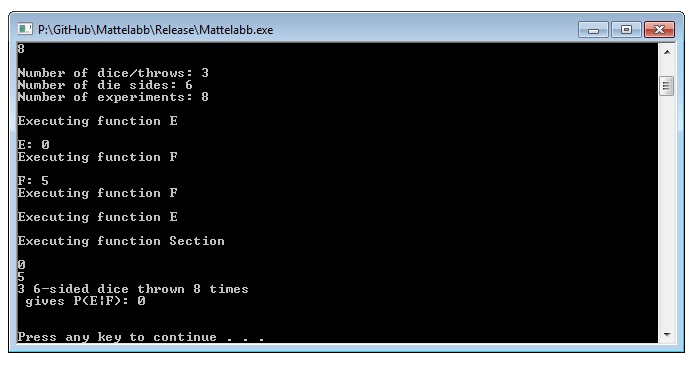 P:\GitHub\Mattelabb\Release\Mattelabb.exe
8
Number of dice/throws: 3
Number of die sides: 6
Number of experiments: 8
Executing function E
E: 0
Executing function F
F: 5
Executing function F
Executing function E
Executing function Section
0
5
3 6-sided dice thrown 8 times
gives P(E¦F): 0
Press any key to continue . . .